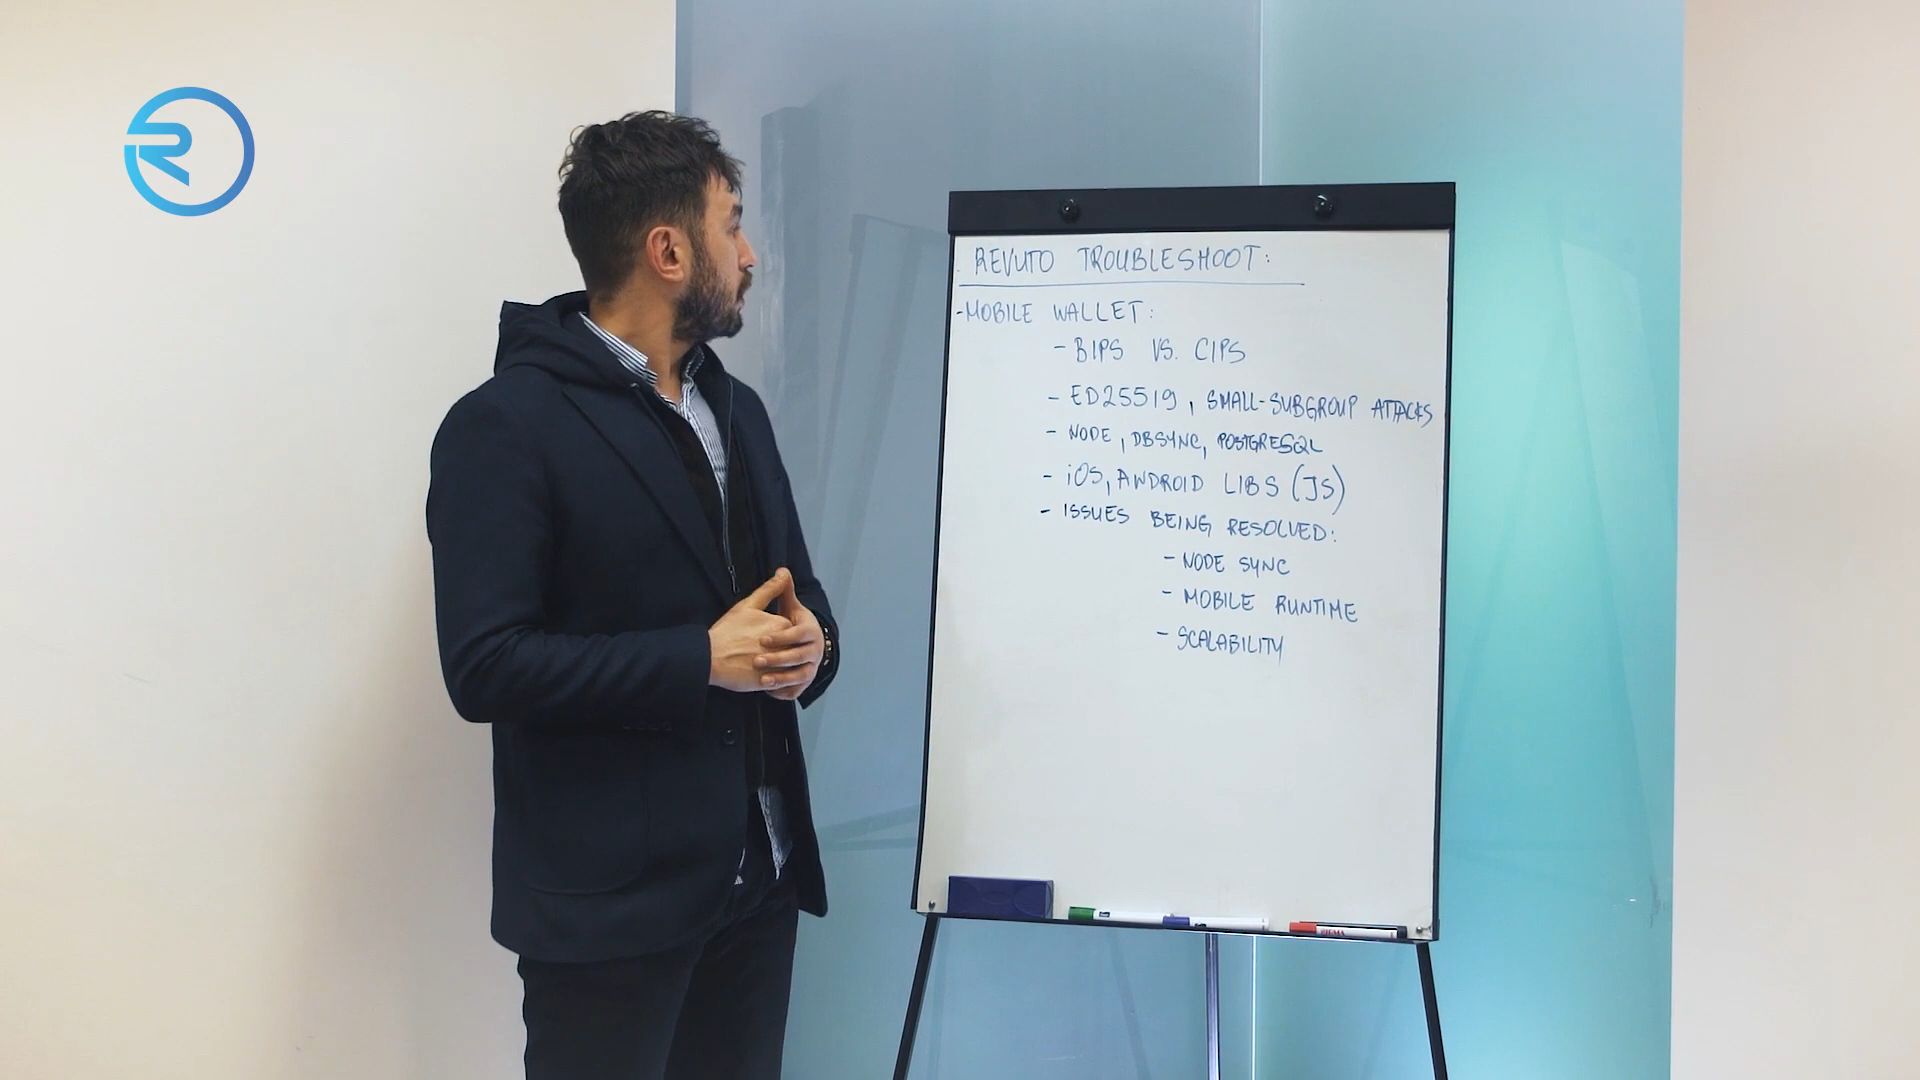 REVUTO TROUBLESHOOT:
-MOBILE WALLET:
- BIPS VS. CIPS
- ED25519, SMALL-SUBGROUP ATTACKS
- NODE, DBSYNC, POSTGRESQL
- iOS, ANDROID LIBS (JS)
- ISSUES BEING RESOLVED:
- NODE SYNC
- MOBILE RUNTIME
- SCALABILITY